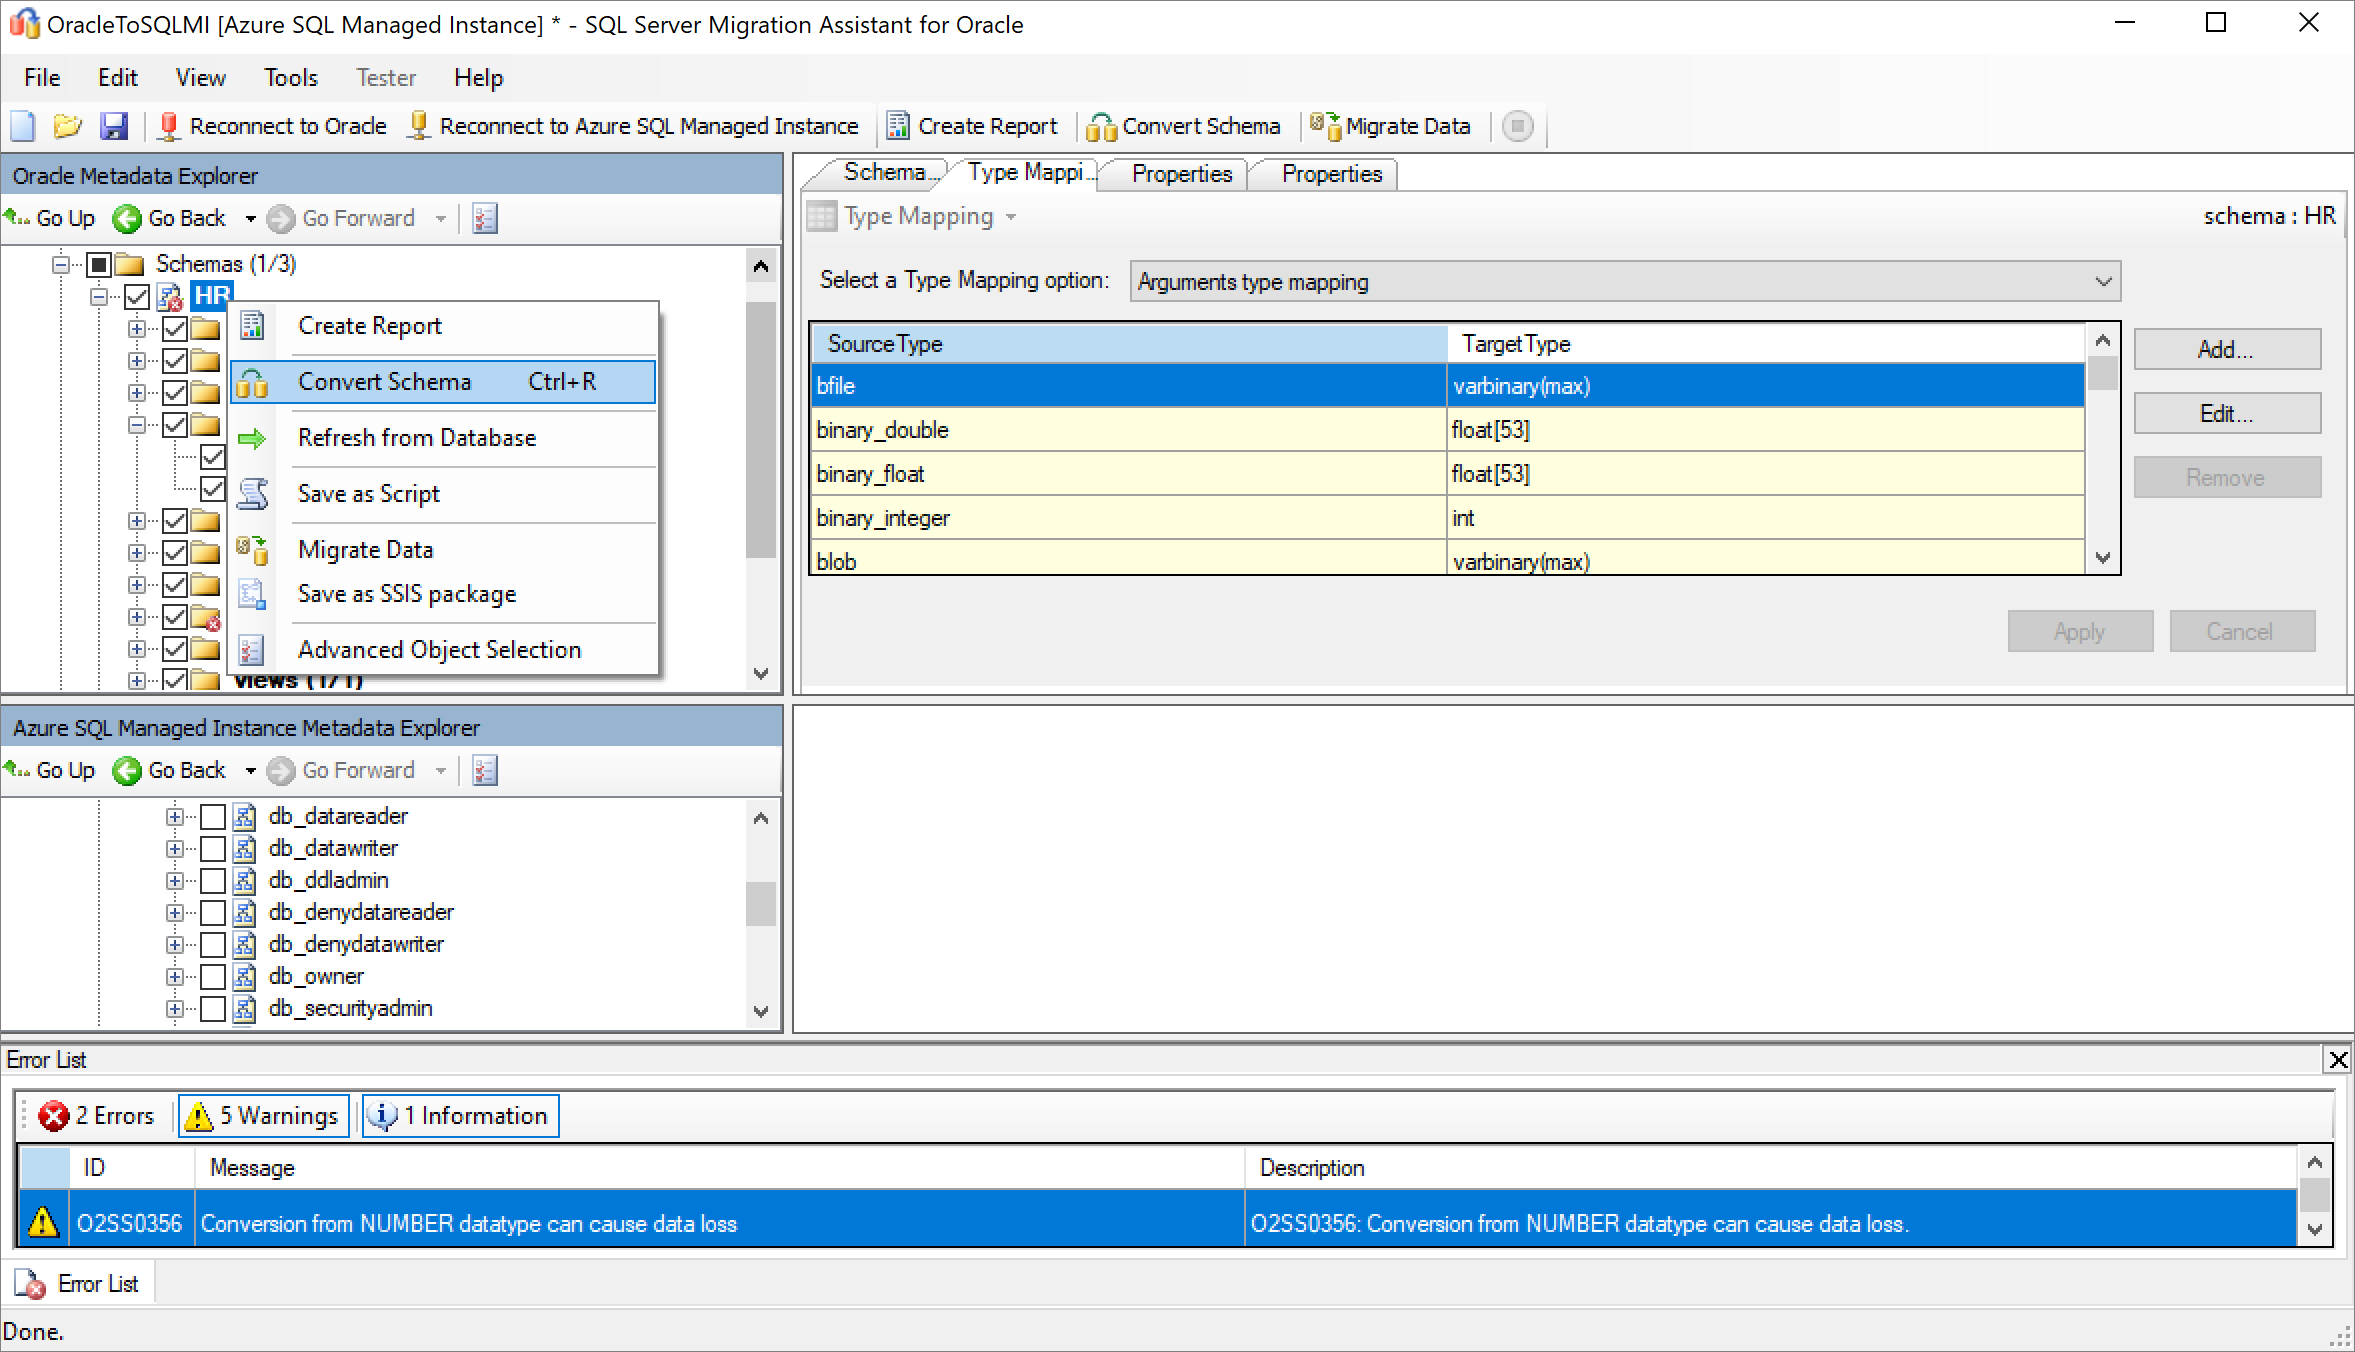 OracleToSQLMI [Azure SQL Managed Instance] * - SQL Server Migration Assistant for Oracle
File Edit View Tools Tester Help
Reconnect to Oracle Reconnect to Azure SQL Managed Instance Create Report Convert Schema Migrate Data
Oracle Metadata Explorer
Go Up Go Back Go Forward
Schemas (1/3)
HR
Create Report
Convert Schema Ctrl+R
Refresh from Database
Save as Script
Migrate Data
Save as SSIS package
Advanced Object Selection
Views (1/1)
Schema... Type Mappi... Properties Properties
Type Mapping schema : HR
Select a Type Mapping option: Arguments type mapping
SourceType TargetType
bfile varbinary(max)
binary_double float[53]
binary_float float[53]
binary_integer int
blob varbinary(max)
Add...
Edit...
Remove
Apply Cancel
Azure SQL Managed Instance Metadata Explorer
Go Up Go Back Go Forward
db_datareader
db_datawriter
db_ddladmin
db_denydatareader
db_denydatawriter
db_owner
db_securityadmin
Error List
2 Errors 5 Warnings 1 Information
ID Message Description
O2SS0356 Conversion from NUMBER datatype can cause data loss O2SS0356: Conversion from NUMBER datatype can cause data loss.
Error List
Done.